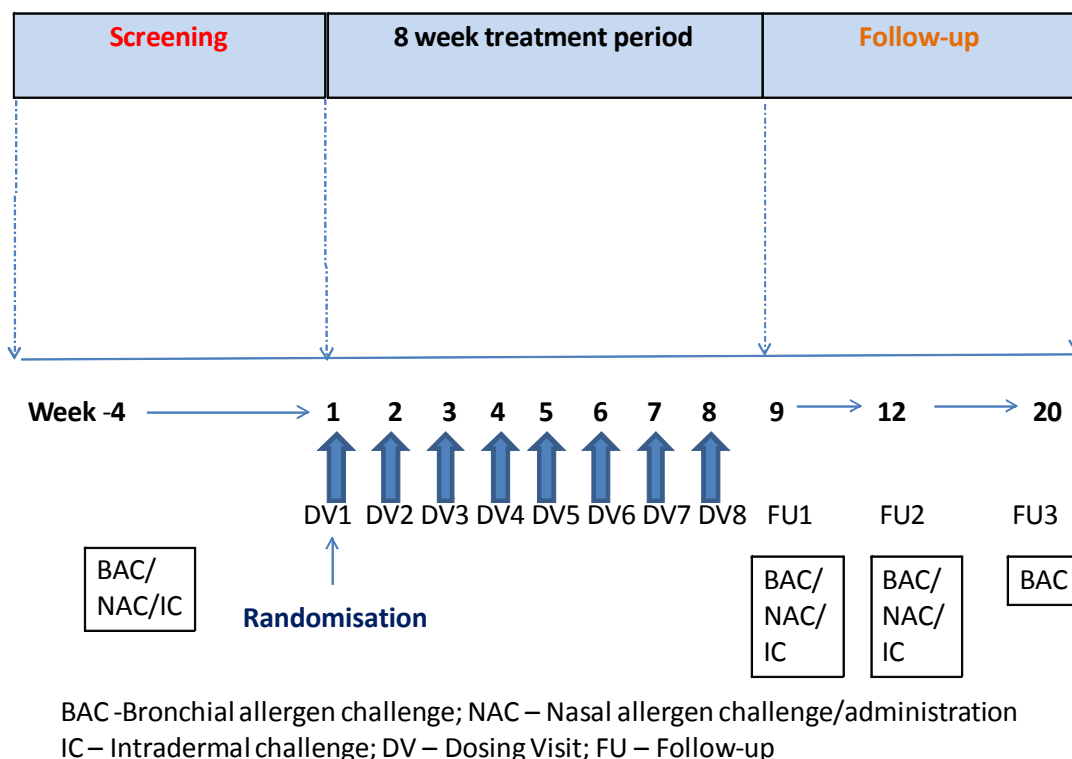 Screening 8 week treatment period Follow-up
Week -4 1 2 3 4 5 6 7 8 9 12 20
DV1 DV2 DV3 DV4 DV5 DV6 DV7 DV8 FU1 FU2 FU3
BAC/
NAC/IC
Randomisation
BAC/
NAC/
IC
BAC/
NAC/
IC
BAC
BAC -Bronchial allergen challenge; NAC – Nasal allergen challenge/administration
IC – Intradermal challenge; DV – Dosing Visit; FU – Follow-up